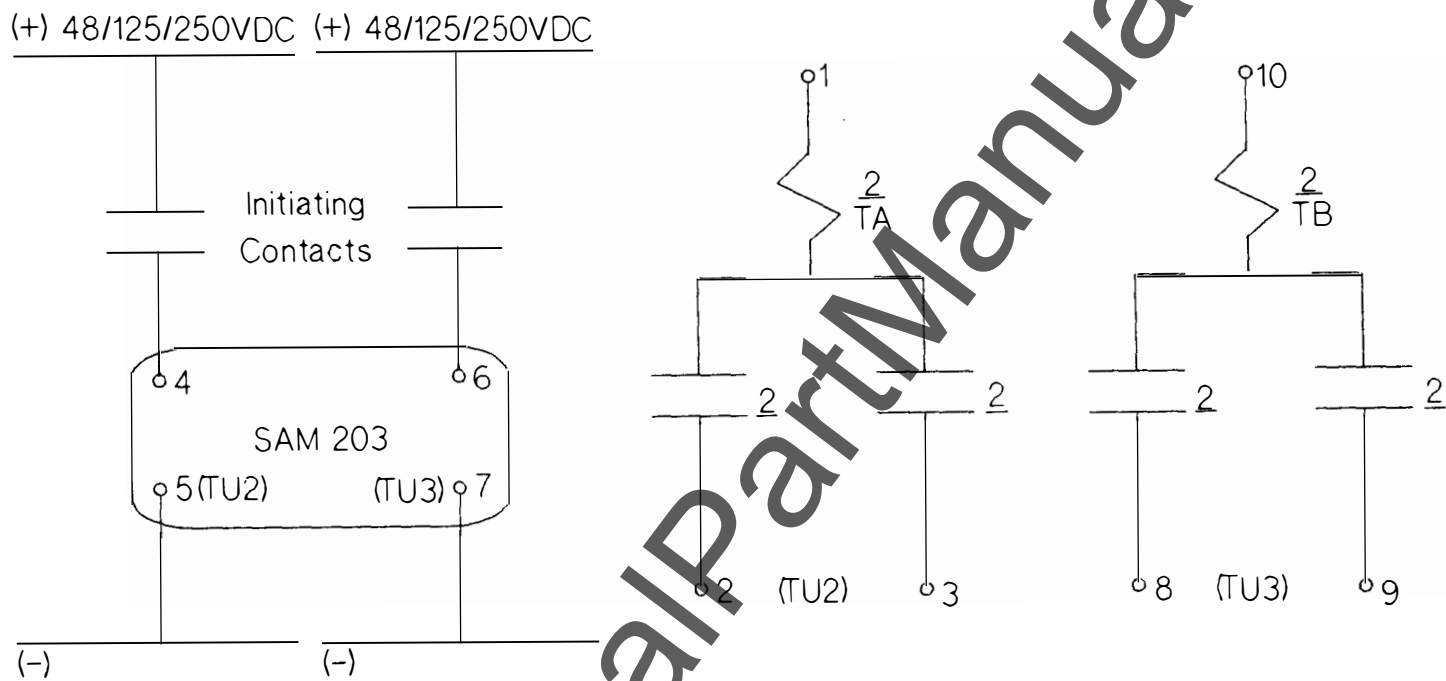 (+) 48/125/250VDC
(+) 48/125/250VDC
Initiating
Contacts
4
6
SAM 203
5(TU2)
(TU3) 7
(-)
(-)
1
2
TA
2
2
2
(TU2)
3
10
2
TB
2
2
8
(TU3)
9
alPartManua